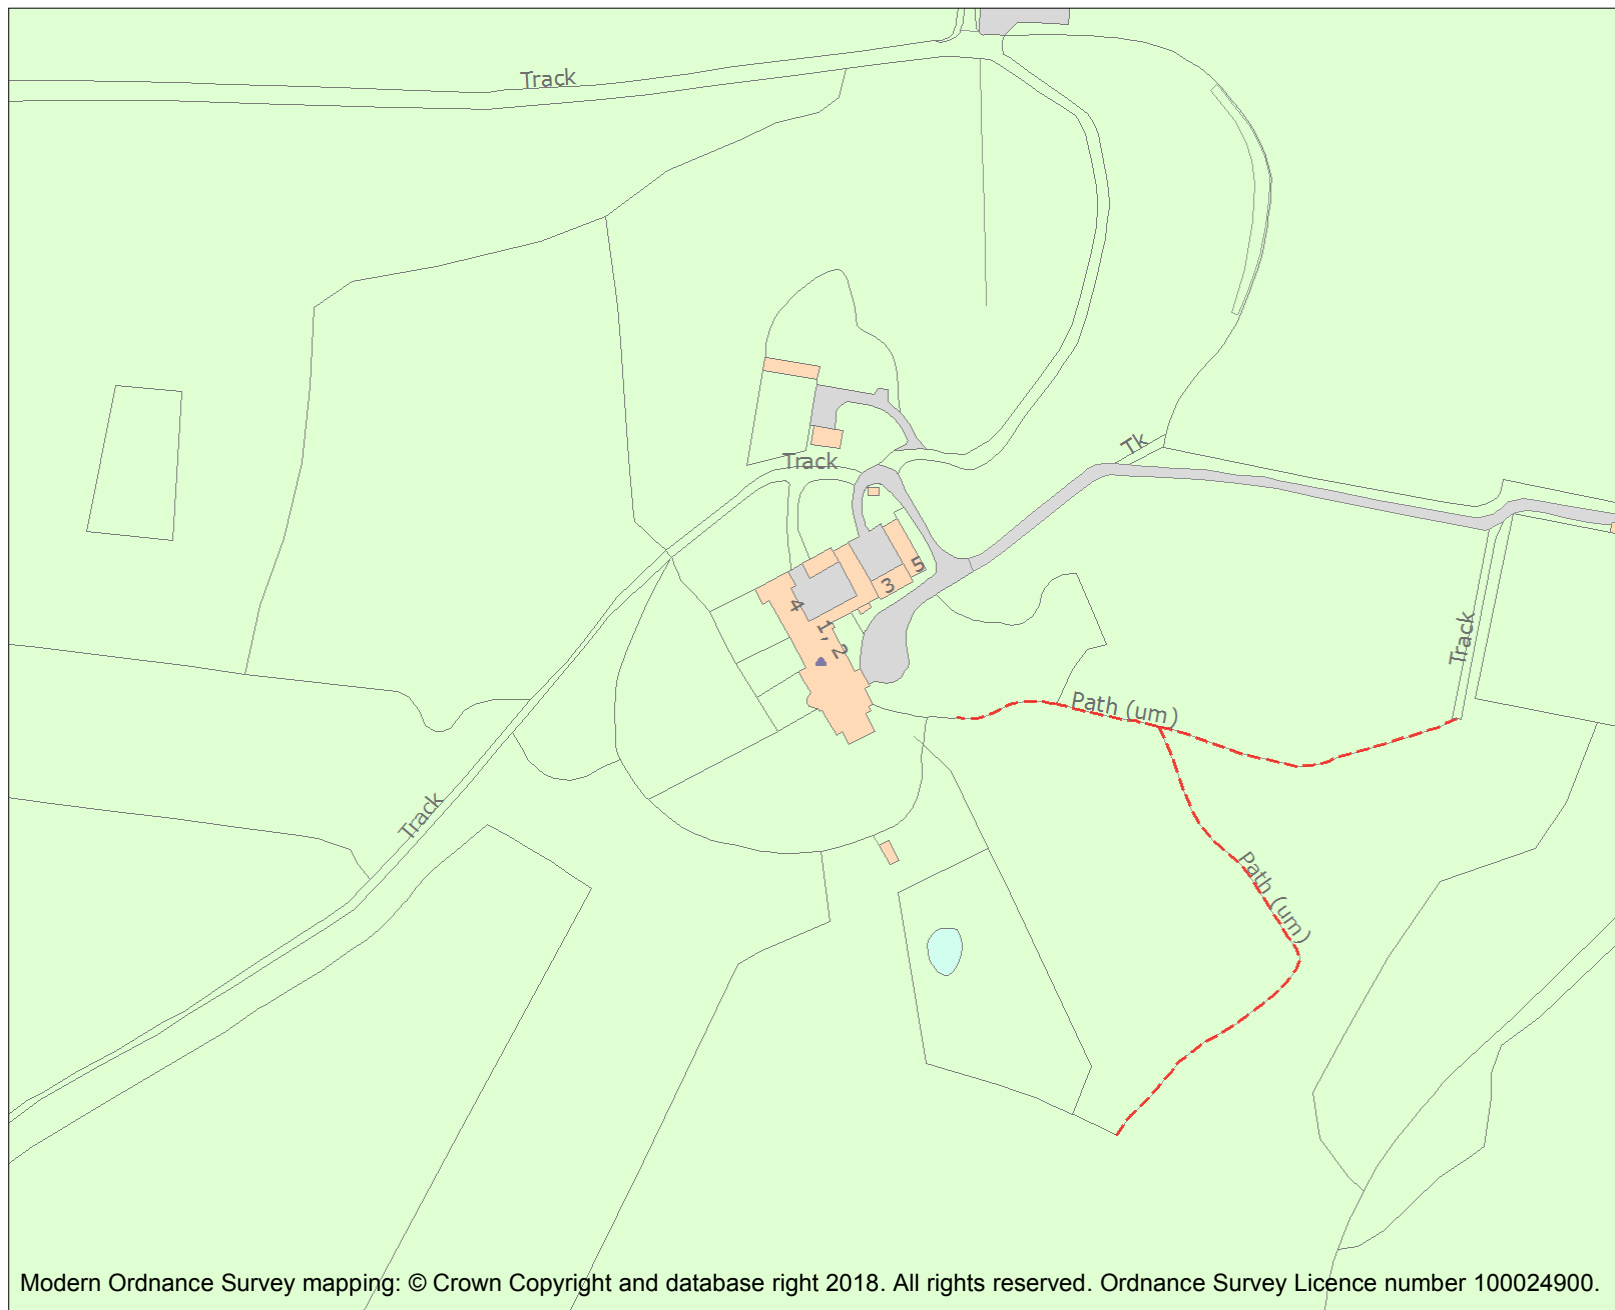 Track
Tk
Track
5
3
4
1, 2
Track
Path (um)
Track
Path (um)
Modern Ordnance Survey mapping: © Crown Copyright and database right 2018. All rights reserved. Ordnance Survey Licence number 100024900.